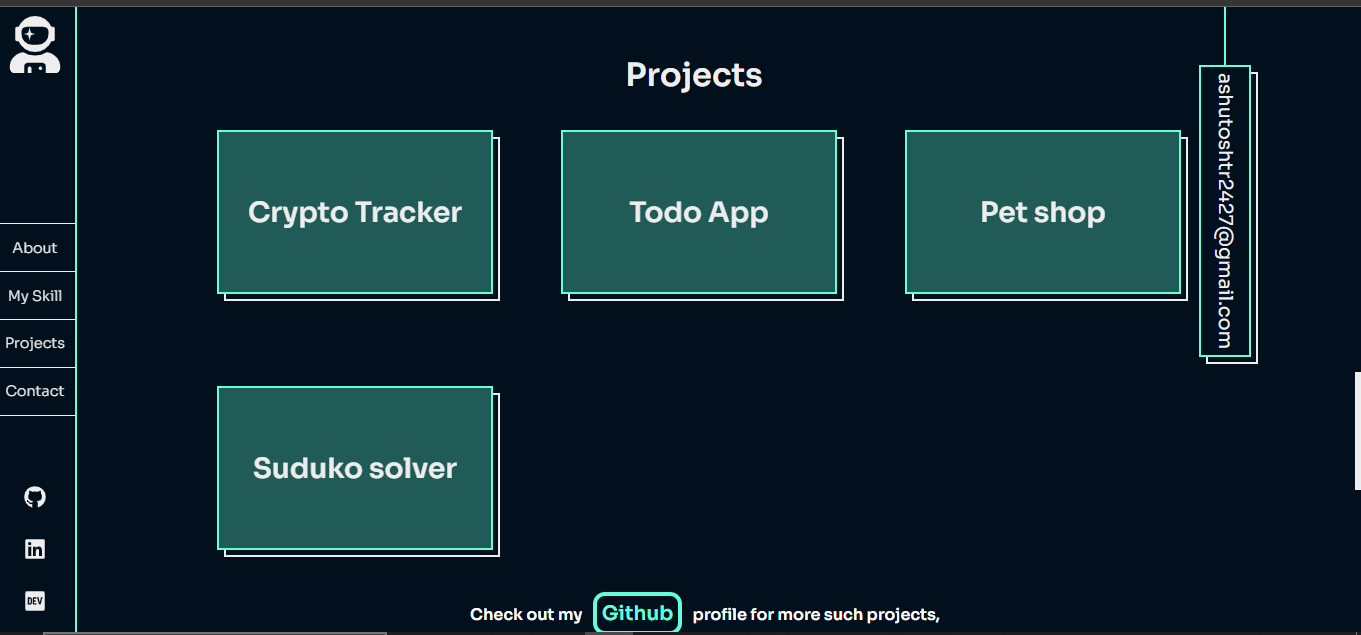 Projects
Crypto Tracker
Todo App
Pet shop
ashutoshtr2427@gmail.com
About
My Skill
Projects
Contact
Suduko solver
in
DEV
Check out my Github profile for more such projects,